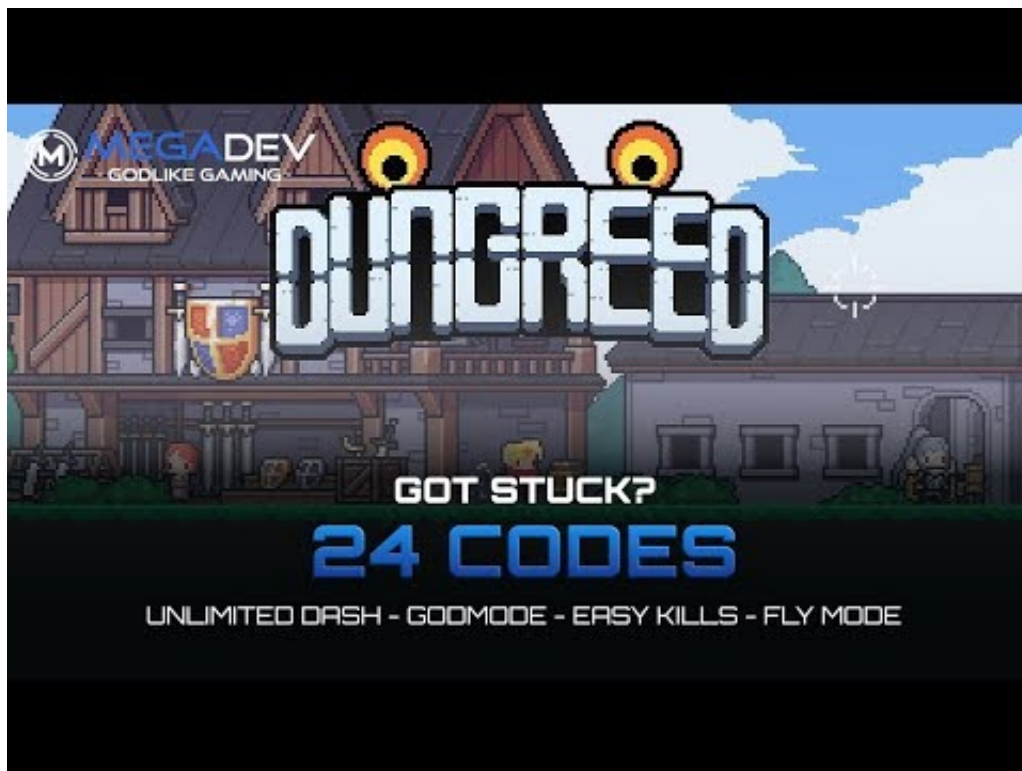 M MEGADEV
GODLIKE GAMING
DUNGREED
GOT STUCK?
24 CODES
UNLIMITED DASH - GODMODE - EASY KILLS - FLY MODE